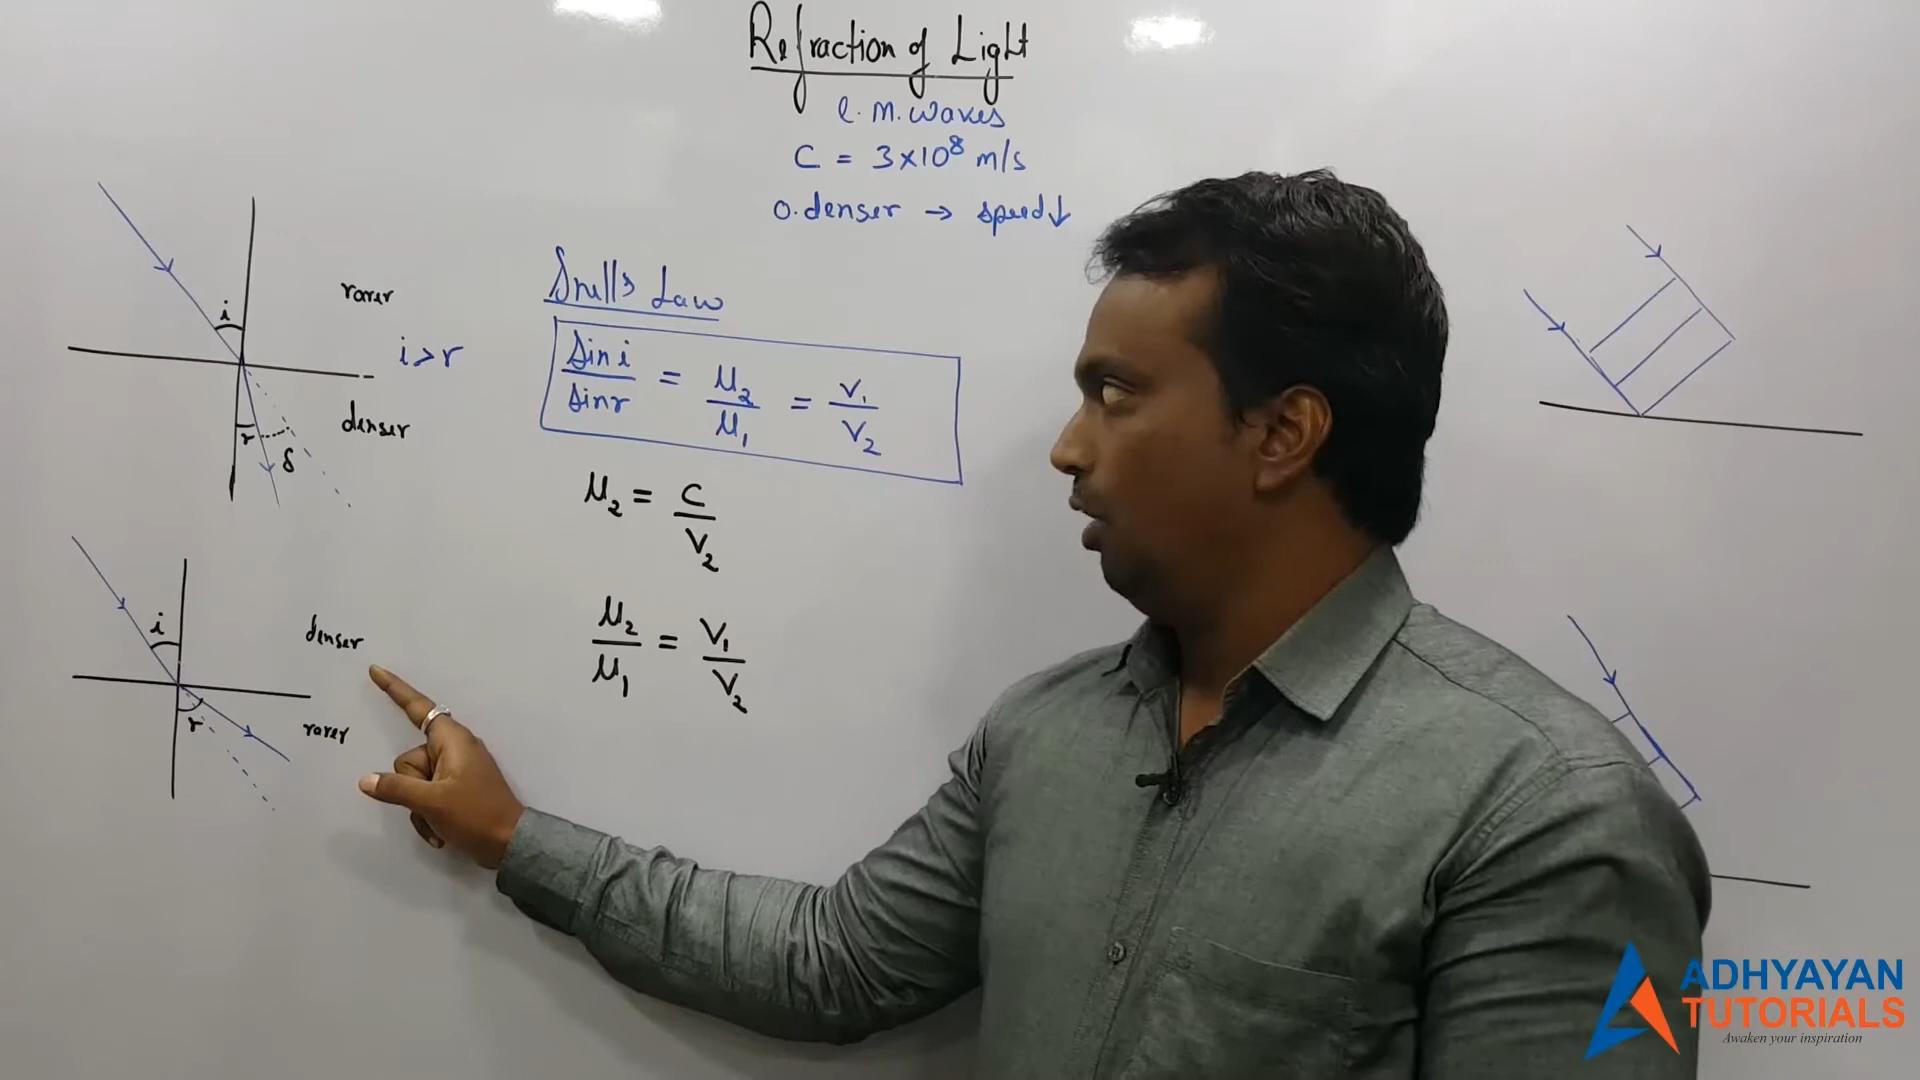 Refraction of Light
e.m. waves
C = 3×10⁸ m/s
O. denser → speed↓
i
rarer
i > r
denser
r
δ
Snell's Law
Sin i / Sin r = μ₂ / μ₁ = V₁ / V₂
μ₂ = C / V₂
μ₂ / μ₁ = V₁ / V₂
i
denser
r
rarer
ADHYAYAN
TUTORIALS
Awaken your inspiration